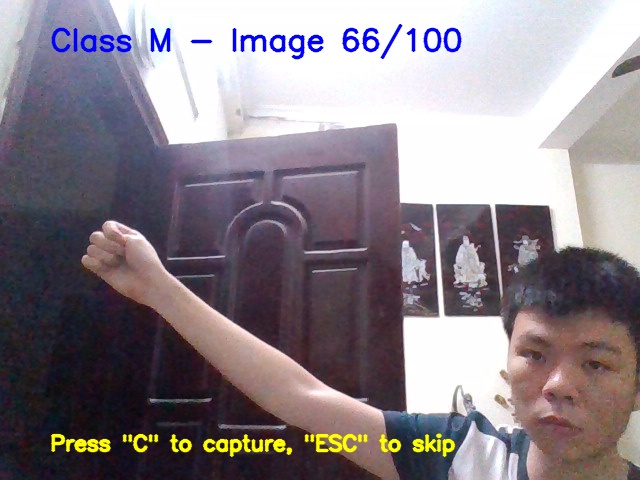 Class M - Image 66/100
Press "C" to capture, "ESC" to skip